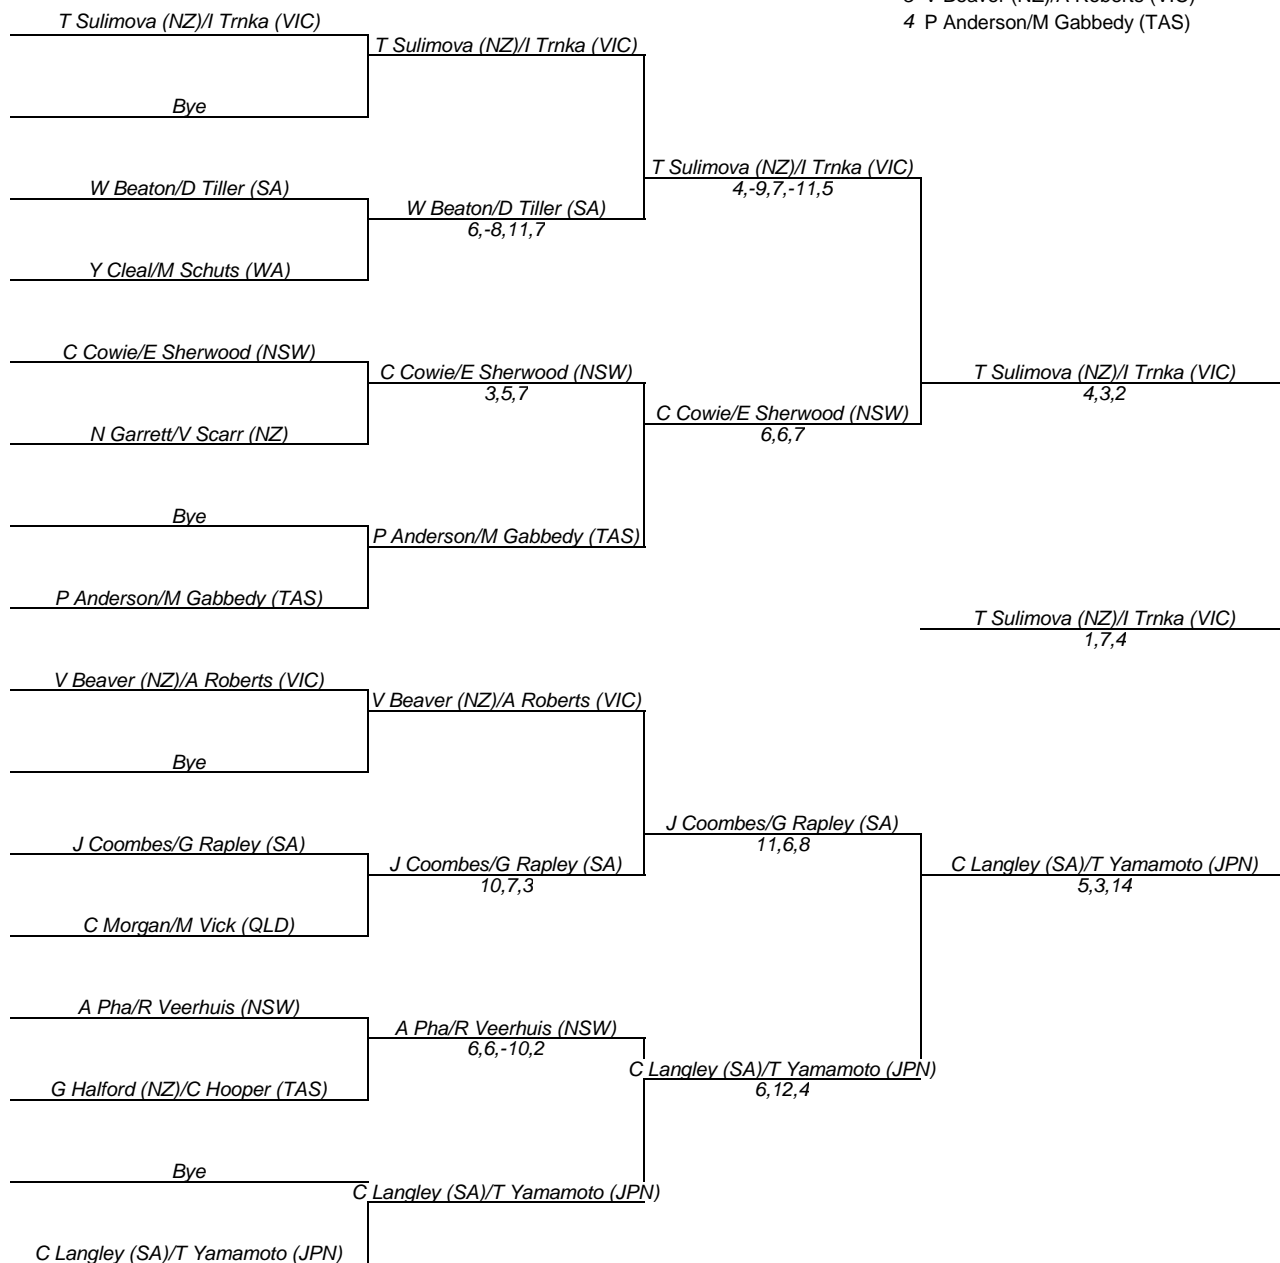 3 V Beaver (NZ)/A Roberts (VIC)
4 P Anderson/M Gabbedy (TAS)
T Sulimova (NZ)/I Trnka (VIC)
Bye
W Beaton/D Tiller (SA)
Y Cleal/M Schuts (WA)
C Cowie/E Sherwood (NSW)
N Garrett/V Scarr (NZ)
Bye
P Anderson/M Gabbedy (TAS)
V Beaver (NZ)/A Roberts (VIC)
Bye
J Coombes/G Rapley (SA)
C Morgan/M Vick (QLD)
A Pha/R Veerhuis (NSW)
G Halford (NZ)/C Hooper (TAS)
Bye
C Langley (SA)/T Yamamoto (JPN)
T Sulimova (NZ)/I Trnka (VIC)
W Beaton/D Tiller (SA)
6,-8,11,7
C Cowie/E Sherwood (NSW)
3,5,7
P Anderson/M Gabbedy (TAS)
V Beaver (NZ)/A Roberts (VIC)
J Coombes/G Rapley (SA)
10,7,3
A Pha/R Veerhuis (NSW)
6,6,-10,2
C Langley (SA)/T Yamamoto (JPN)
T Sulimova (NZ)/I Trnka (VIC)
4,-9,7,-11,5
C Cowie/E Sherwood (NSW)
6,6,7
J Coombes/G Rapley (SA)
11,6,8
C Langley (SA)/T Yamamoto (JPN)
6,12,4
T Sulimova (NZ)/I Trnka (VIC)
4,3,2
T Sulimova (NZ)/I Trnka (VIC)
1,7,4
C Langley (SA)/T Yamamoto (JPN)
5,3,14